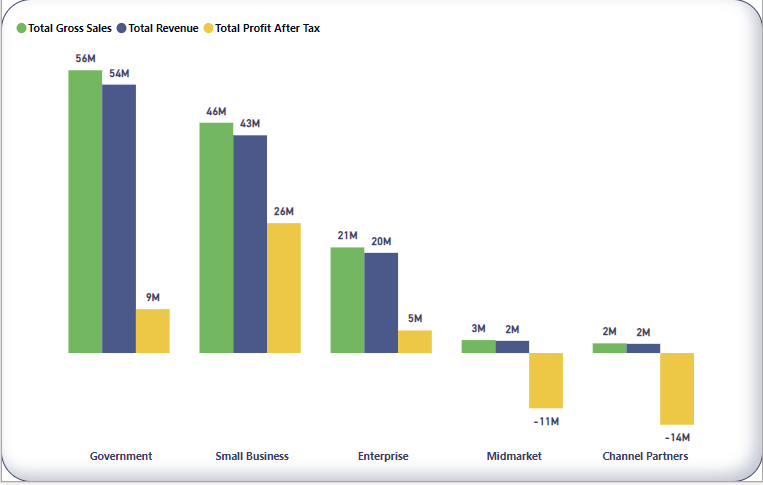 Total Gross Sales Total Revenue Total Profit After Tax
56M
54M
9M
46M
43M
26M
21M
20M
5M
3M
2M
-11M
2M
2M
-14M
Government Small Business Enterprise Midmarket Channel Partners